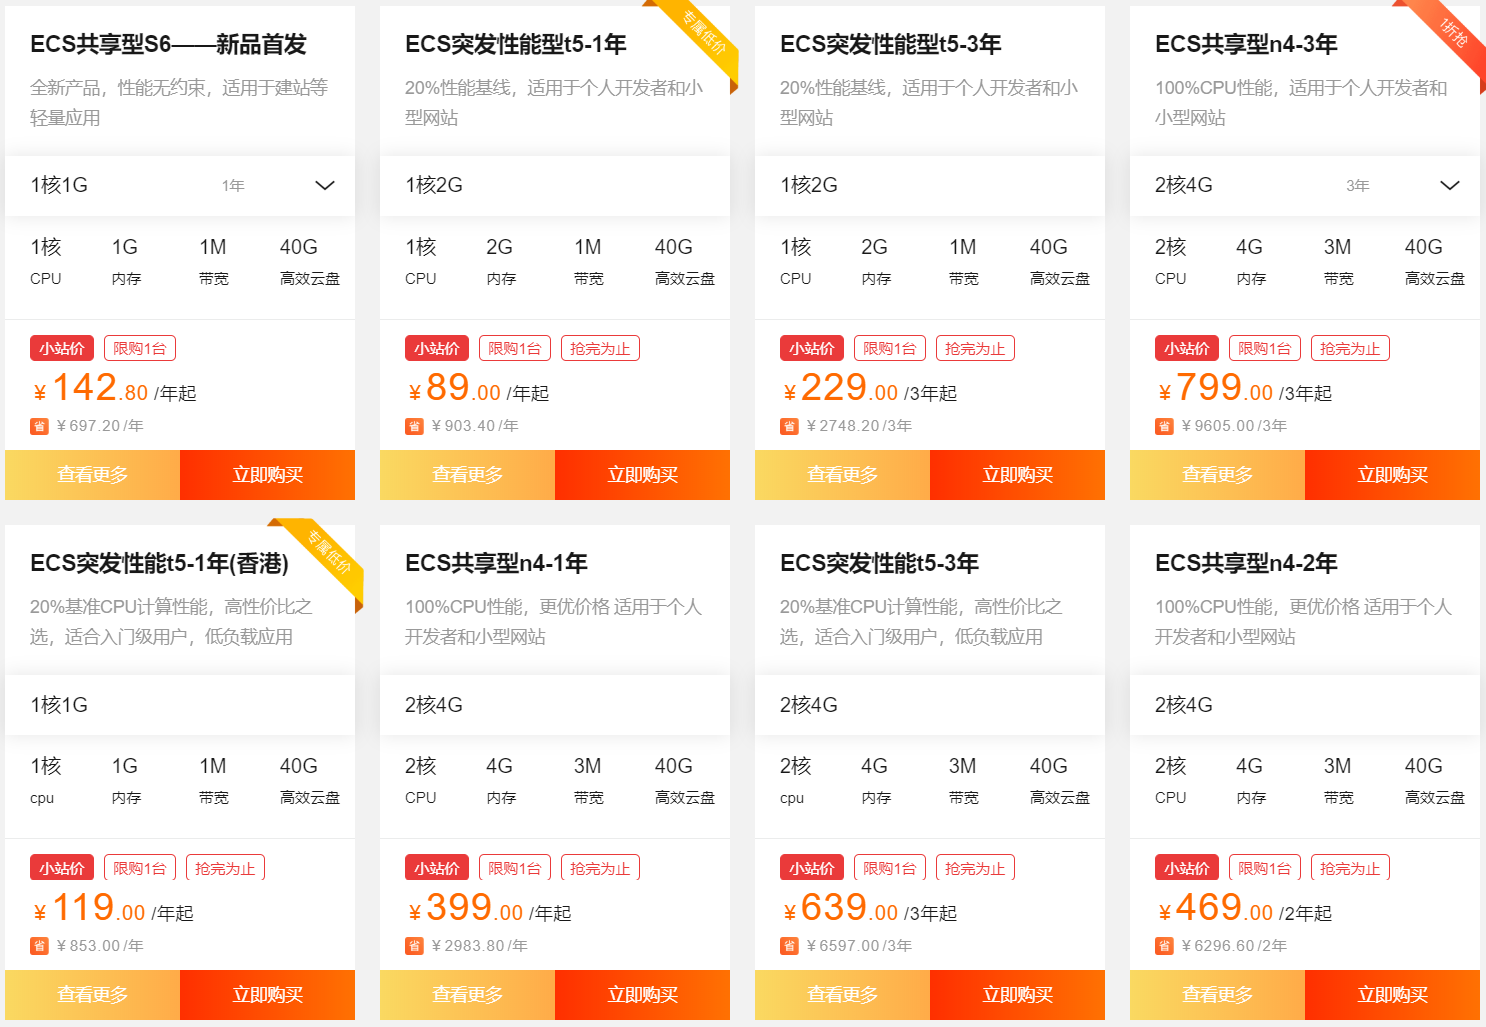 ECS共享型S6——新品首发
全新产品，性能无约束，适用于建站等
轻量应用
1核1G 1年
1核 1G 1M 40G
CPU 内存 带宽 高效云盘
小站价 限购1台
¥142.80 /年起
省 ¥697.20/年
查看更多 立即购买
专属低价
ECS突发性能型t5-1年
20%性能基线，适用于个人开发者和小
型网站
1核2G
1核 2G 1M 40G
CPU 内存 带宽 高效云盘
小站价 限购1台 抢完为止
¥89.00 /年起
省 ¥903.40/年
查看更多 立即购买
ECS突发性能型t5-3年
20%性能基线，适用于个人开发者和小
型网站
1核2G
1核 2G 1M 40G
CPU 内存 带宽 高效云盘
小站价 限购1台 抢完为止
¥229.00 /3年起
省 ¥2748.20/3年
查看更多 立即购买
1折抢
ECS共享型n4-3年
100%CPU性能，适用于个人开发者和
小型网站
2核4G 3年
2核 4G 3M 40G
CPU 内存 带宽 高效云盘
小站价 限购1台 抢完为止
¥799.00 /3年起
省 ¥9605.00/3年
查看更多 立即购买
专属低价
ECS突发性能t5-1年(香港)
20%基准CPU计算性能，高性价比之
选，适合入门级用户，低负载应用
1核1G
1核 1G 1M 40G
cpu 内存 带宽 高效云盘
小站价 限购1台 抢完为止
¥119.00 /年起
省 ¥853.00/年
查看更多 立即购买
ECS共享型n4-1年
100%CPU性能，更优价格 适用于个人
开发者和小型网站
2核4G
2核 4G 3M 40G
CPU 内存 带宽 高效云盘
小站价 限购1台 抢完为止
¥399.00 /年起
省 ¥2983.80/年
查看更多 立即购买
ECS突发性能t5-3年
20%基准CPU计算性能，高性价比之
选，适合入门级用户，低负载应用
2核4G
2核 4G 3M 40G
cpu 内存 带宽 高效云盘
小站价 限购1台 抢完为止
¥639.00 /3年起
省 ¥6597.00/3年
查看更多 立即购买
ECS共享型n4-2年
100%CPU性能，更优价格 适用于个人
开发者和小型网站
2核4G
2核 4G 3M 40G
CPU 内存 带宽 高效云盘
小站价 限购1台 抢完为止
¥469.00 /2年起
省 ¥6296.60/2年
查看更多 立即购买